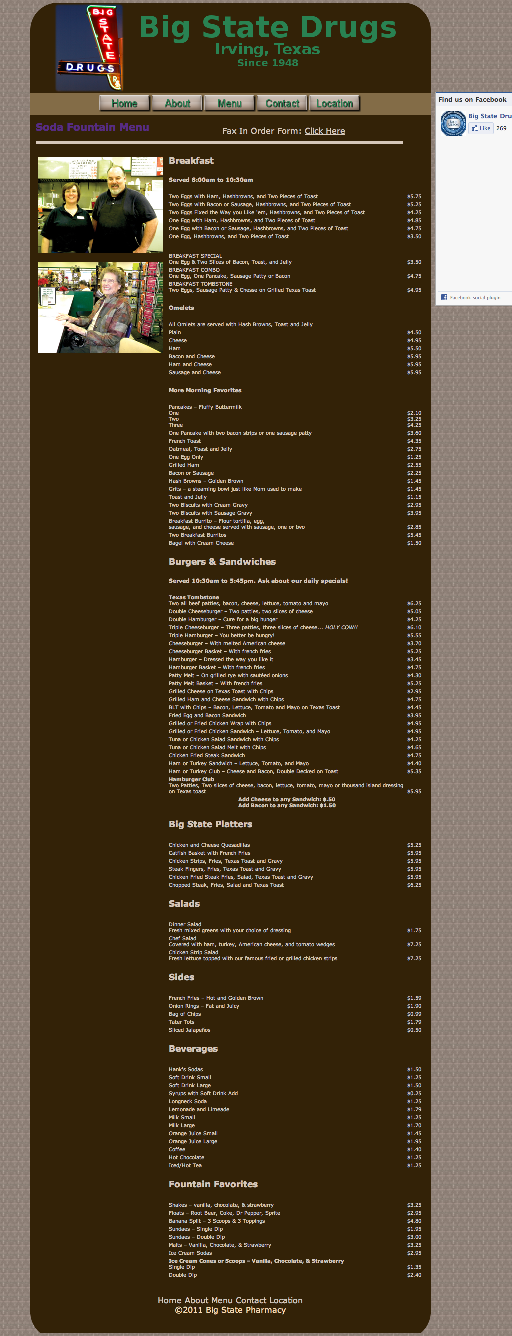 BIG STATE DRUGS
Big State Drugs
Irving, Texas
Since 1948
Home About Menu Contact Location
Find us on Facebook
Big State Dru
Like 269
Facebook social plugin
Soda Fountain Menu
Fax In Order Form: Click Here
Breakfast
Served 6:00am to 10:30am
Two Eggs with Ham, Hashbrowns, and Two Pieces of Toast $5.75
Two Eggs with Bacon or Sausage, Hashbrowns, and Two Pieces of Toast $5.25
Two Eggs Fixed the Way you Like 'em, Hashbrowns, and Two Pieces of Toast $4.25
One Egg with Ham, Hashbrowns, and Two Pieces of Toast $4.85
One Egg with Bacon or Sausage, Hashbrowns, and Two Pieces of Toast $4.75
One Egg, Hashbrowns, and Two Pieces of Toast $3.50
BREAKFAST SPECIAL
One Egg & Two Slices of Bacon, Toast, and Jelly $3.80
BREAKFAST COMBO
One Egg, One Pancake, Sausage Patty or Bacon $4.75
BREAKFAST TOMBSTONE
Two Eggs, Sausage Patty & Cheese on Grilled Texas Toast $4.95
Omelets
All Omlets are served with Hash Browns, Toast and Jelly
Plain $4.50
Cheese $4.95
Ham $5.50
Bacon and Cheese $5.95
Ham and Cheese $5.95
Sausage and Cheese $5.95
More Morning Favorites
Pancakes – Fluffy Buttermilk
One $2.10
Two $3.25
Three $4.25
One Pancake with two bacon strips or one sausage patty $3.60
French Toast $4.35
Oatmeal, Toast and Jelly $2.75
One Egg Only $1.25
Grilled Ham $2.55
Bacon or Sausage $2.25
Hash Browns – Golden Brown $1.45
Grits – a steaming bowl just like Mom used to make $1.45
Toast and Jelly $1.15
Two Biscuits with Cream Gravy $2.95
Two Biscuits with Sausage Gravy $3.95
Breakfast Burrito – Flour tortilla, egg,
sausage, and cheese served with sausage, one or two $2.85
Two Breakfast Burritos $5.45
Bagel with Cream Cheese $1.50
Burgers & Sandwiches
Served 10:30am to 5:45pm. Ask about our daily specials!
Texas Tombstone
Two all beef patties, bacon, cheese, lettuce, tomato and mayo $6.25
Double Cheeseburger – Two patties, two slices of cheese $5.05
Double Hamburger – Cure for a big hunger $4.25
Triple Cheeseburger – Three patties, three slices of cheese... HOLY COW!! $6.10
Triple Hamburger – You better be hungry! $5.55
Cheeseburger – With melted American cheese $3.70
Cheeseburger Basket – With french fries $5.25
Hamburger – Dressed the way you like it $3.45
Hamburger Basket – With french fries $4.75
Patty Melt – On grilled rye with sautéed onions $4.30
Patty Melt Basket – With french fries $5.25
Grilled Cheese on Texas Toast with Chips $2.95
Grilled Ham and Cheese Sandwich with Chips $4.75
BLT with Chips – Bacon, Lettuce, Tomato and Mayo on Texas Toast $4.45
Fried Egg and Bacon Sandwich $3.95
Grilled or Fried Chicken Wrap with Chips $4.95
Grilled or Fried Chicken Sandwich – Lettuce, Tomato, and Mayo $4.95
Tuna or Chicken Salad Sandwich with Chips $4.25
Tuna or Chicken Salad Melt with Chips $4.65
Chicken Fried Steak Sandwich $4.75
Ham or Turkey Sandwich – Lettuce, Tomato, and Mayo $4.40
Ham or Turkey Club – Cheese and Bacon, Double Decked on Toast $5.35
Hamburger Club
Two Patties, Two slices of cheese, bacon, lettuce, tomato, mayo or thousand island dressing
on Texas toast $5.95
Add Cheese to any Sandwich: $.50
Add Bacon to any Sandwich: $1.50
Big State Platters
Chicken and Cheese Quesadillas $5.25
Catfish Basket with French Fries $5.95
Chicken Strips, Fries, Texas Toast and Gravy $5.95
Steak Fingers, Fries, Texas Toast and Gravy $5.95
Chicken Fried Steak Fries, Salad, Texas Toast and Gravy $5.95
Chopped Steak, Fries, Salad and Texas Toast $6.25
Salads
Dinner Salad
Fresh mixed greens with your choice of dressing $1.75
Chef Salad
Covered with ham, turkey, American cheese, and tomato wedges $7.25
Chicken Strip Salad
Fresh lettuce topped with our famous fried or grilled chicken strips $7.25
Sides
French Fries – Hot and Golden Brown $1.59
Onion Rings – Fat and Juicy $1.90
Bag of Chips $0.99
Tater Tots $1.79
Sliced Jalapeños $0.50
Beverages
Hank's Sodas $1.50
Soft Drink Small $1.25
Soft Drink Large $1.50
Syrups with Soft Drink Add $0.25
Longneck Soda $1.25
Lemonade and Limeade $1.79
Milk Small $1.25
Milk Large $1.70
Orange Juice Small $1.45
Orange Juice Large $1.95
Coffee $1.40
Hot Chocolate $1.25
Iced/Hot Tea $1.25
Fountain Favorites
Shakes – vanilla, chocolate, & strawberry $3.25
Floats – Root Beer, Coke, Dr Pepper, Sprite $2.95
Banana Split – 3 Scoops & 3 Toppings $4.80
Sundaes – Single Dip $1.95
Sundaes – Double Dip $3.00
Malts – Vanilla, Chocolate, & Strawberry $3.25
Ice Cream Sodas $2.95
Ice Cream Cones or Scoops – Vanilla, Chocolate, & Strawberry
Single Dip $1.35
Double Dip $2.40
Home About Menu Contact Location
©2011 Big State Pharmacy